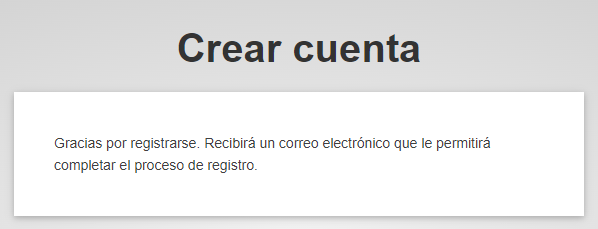 Crear cuenta
Gracias por registrarse. Recibirá un correo electrónico que le permitirá
completar el proceso de registro.